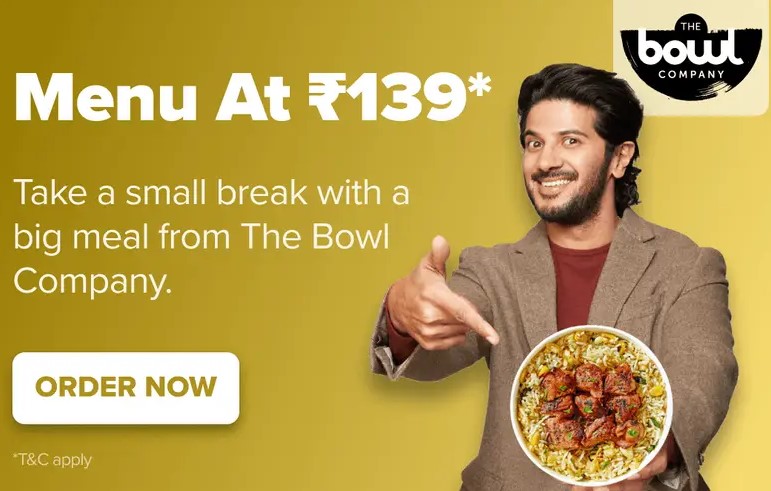 THE
bowl
COMPANY
Menu At ₹139*
Take a small break with a
big meal from The Bowl
Company.
ORDER NOW
*T&C apply